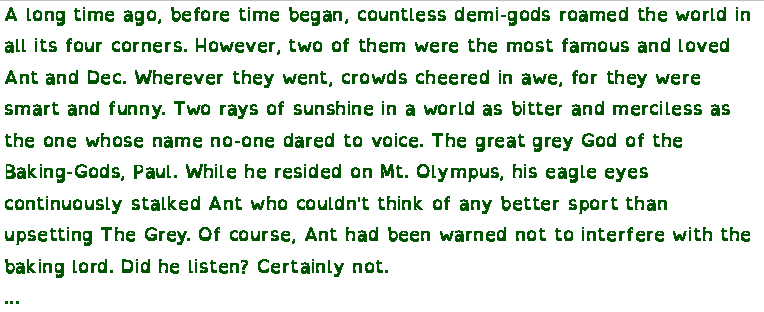 A long time ago, before time began, countless demi-gods roamed the world in
all its four corners. However, two of them were the most famous and loved
Ant and Dec. Wherever they went, crowds cheered in awe, for they were
smart and funny. Two rays of sunshine in a world as bitter and merciless as
the one whose name no-one dared to voice. The great grey God of the
Baking-Gods, Paul. While he resided on Mt. Olympus, his eagle eyes
continuously stalked Ant who couldn't think of any better sport than
upsetting The Grey. Of course, Ant had been warned not to interfere with the
baking lord. Did he listen? Certainly not.
...